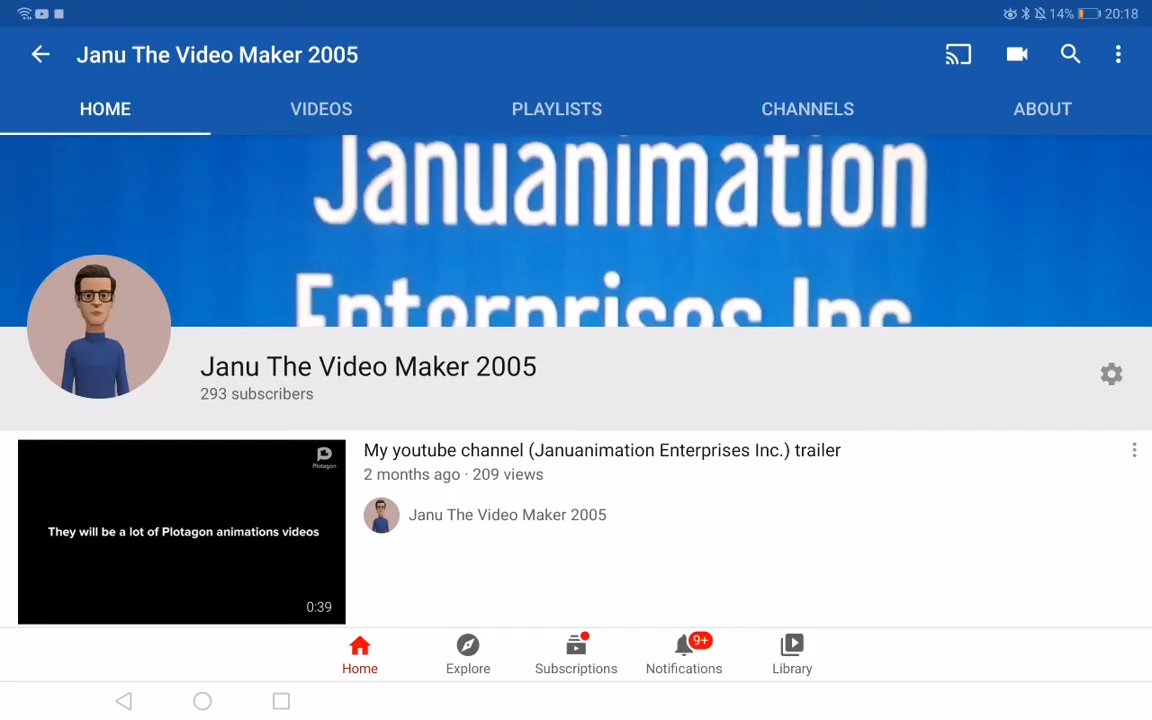 14% 20:18
Janu The Video Maker 2005
HOME VIDEOS PLAYLISTS CHANNELS ABOUT
Januanimation
Enterprises Inc.
Janu The Video Maker 2005
293 subscribers
Plotagon
They will be a lot of Plotagon animations videos
0:39
My youtube channel (Januanimation Enterprises Inc.) trailer
2 months ago · 209 views
Janu The Video Maker 2005
9+
Home Explore Subscriptions Notifications Library